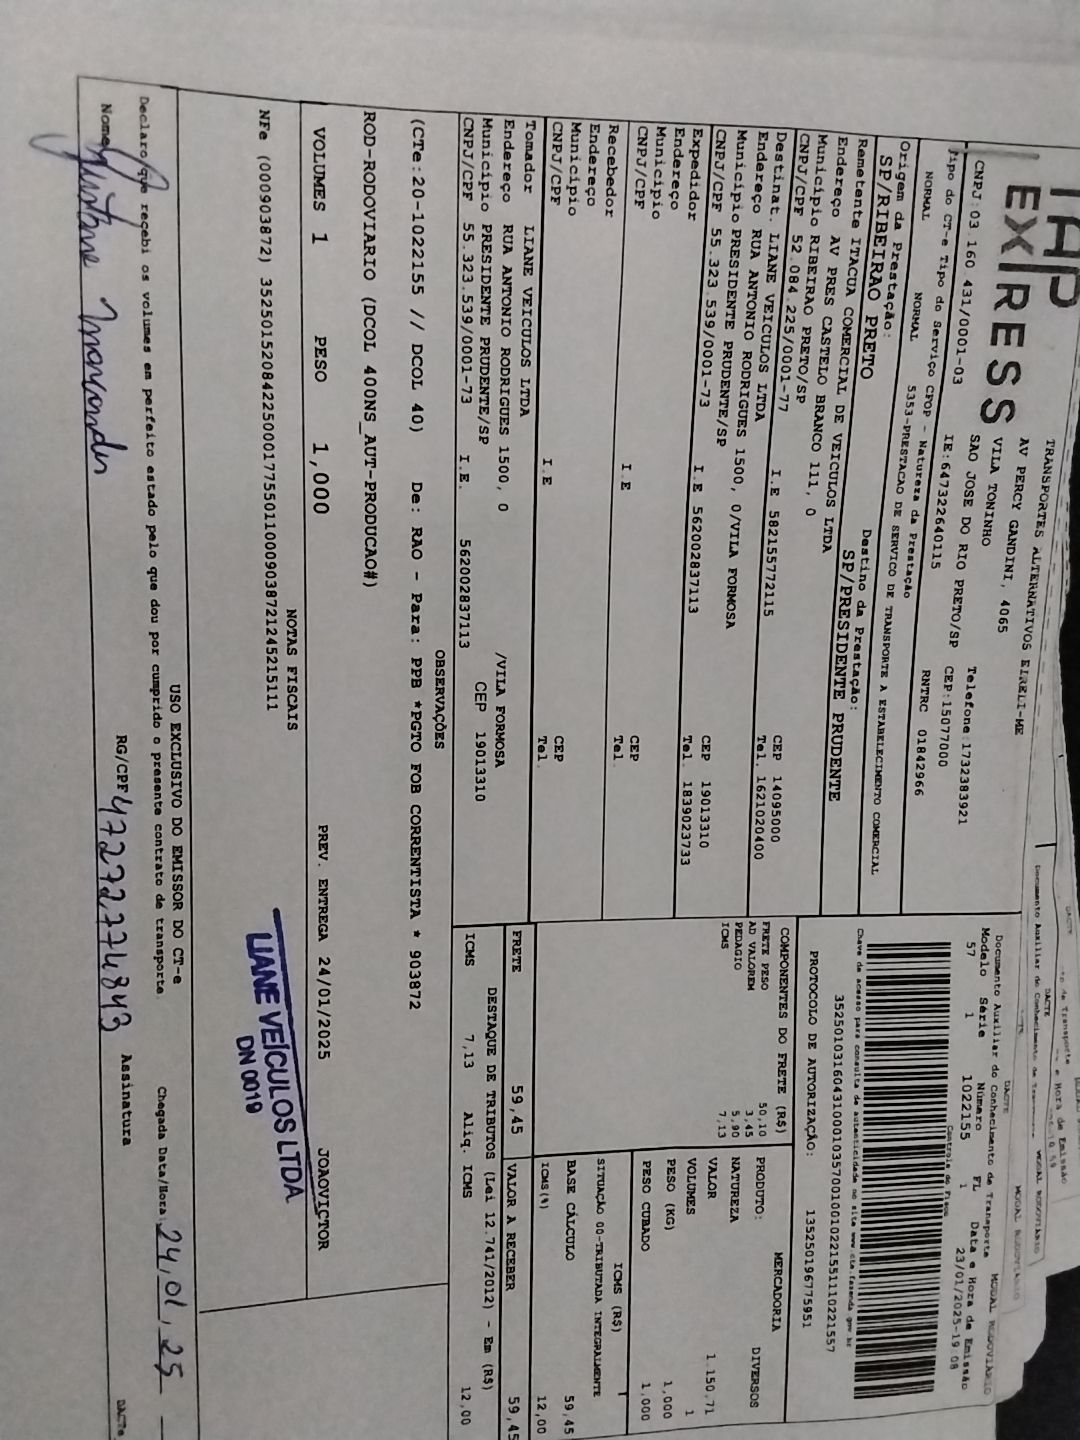 TAP
EXPRESS
TRANSPORTES ALTERNATIVOS EIRELI-ME
AV PERCY GANDINI, 4065
VILA TONINHO
SAO JOSE DO RIO PRETO/SP
Telefone:1732383921
CNPJ:03.160.431/0001-03
IE:647322640115
CEP:15077000
Tipo do CT-e Tipo do Serviço CFOP - Natureza da Prestação
RNTRC 01842966
NORMAL NORMAL 5353-PRESTACAO DE SERVICO DE TRANSPORTE A ESTABELECIMENTO COMERCIAL
Origem da Prestação: Destino da Prestação:
SP/RIBEIRAO PRETO SP/PRESIDENTE PRUDENTE
Remetente ITACUA COMERCIAL DE VEICULOS LTDA
Endereço AV PRES CASTELO BRANCO 111, 0
Município RIBEIRAO PRETO/SP CEP 14095000
CNPJ/CPF 52.084.225/0001-77 I.E 582155772115 Tel. 1621020400
Destinat. LIANE VEICULOS LTDA
Endereço RUA ANTONIO RODRIGUES 1500, 0/VILA FORMOSA
Município PRESIDENTE PRUDENTE/SP CEP 19013310
CNPJ/CPF 55.323.539/0001-73 I.E 562002837113 Tel. 1839023733
Expedidor
Endereço
Município CEP
CNPJ/CPF I.E Tel.
Recebedor
Endereço
Município CEP
CNPJ/CPF I.E Tel.
Tomador LIANE VEICULOS LTDA
Endereço RUA ANTONIO RODRIGUES 1500, 0 /VILA FORMOSA
Município PRESIDENTE PRUDENTE/SP CEP 19013310
CNPJ/CPF 55.323.539/0001-73 I.E. 562002837113
DACTE MODAL RODOVIÁRIO
Documento Auxiliar do Conhecimento de Transporte
Modelo Série Número FL Data e Hora de Emissão
57 1 1022155 1 23/01/2025-19:08
Controle do Fisco
Chave de acesso para consulta de autenticidade no site www.cte.fazenda.gov.br
35250103160431000103570010010221551110221557
PROTOCOLO DE AUTORIZAÇÃO: 135250196775951
COMPONENTES DO FRETE (R$)
FRETE PESO 50,10
AD VALOREM 3,45
PEDAGIO 5,90
ICMS 7,13
MERCADORIA
PRODUTO: DIVERSOS
NATUREZA
VALOR 1.150,71
VOLUMES 1
PESO (KG) 1,000
PESO CUBADO 1,000
ICMS (R$)
SITUAÇÃO 00-TRIBUTADA INTEGRALMENTE
BASE CÁLCULO 59,45
ICMS(%) 12,00
FRETE 59,45 VALOR A RECEBER 59,45
DESTAQUE DE TRIBUTOS (Lei 12.741/2012) - Em (R$)
ICMS 7,13 Aliq. ICMS 12,00
OBSERVAÇÕES
(CTe:20-1022155 // DCOL 40) De: RAO - Para: PPB *PGTO FOB CORRENTISTA * 903872
ROD-RODOVIARIO (DCOL 400NS_AUT-PRODUCAO#)
VOLUMES 1 PESO 1,000 PREV. ENTREGA 24/01/2025 JOAOVICTOR
NOTAS FISCAIS
NFe (000903872) 35250152084225000177550110009038721245215111
LIANE VEÍCULOS LTDA
DN 0019
USO EXCLUSIVO DO EMISSOR DO CT-e
Declaro que recebi os volumes em perfeito estado pelo que dou por cumprido o presente contrato de transporte. Chegada Data/Hora: 24,01,25
Nome RG/CPF 47272774843 Assinatura